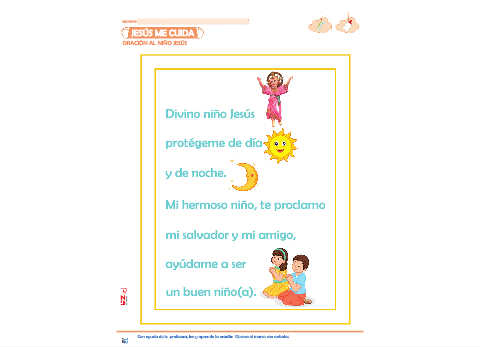 JESÚS ME CUIDA
ORACIÓN AL NIÑO JESÚS
Divino niño Jesús
protégeme de día
y de noche.
Mi hermoso niño, te proclamo
mi salvador y mi amigo,
ayúdame a ser
un buen niño(a).